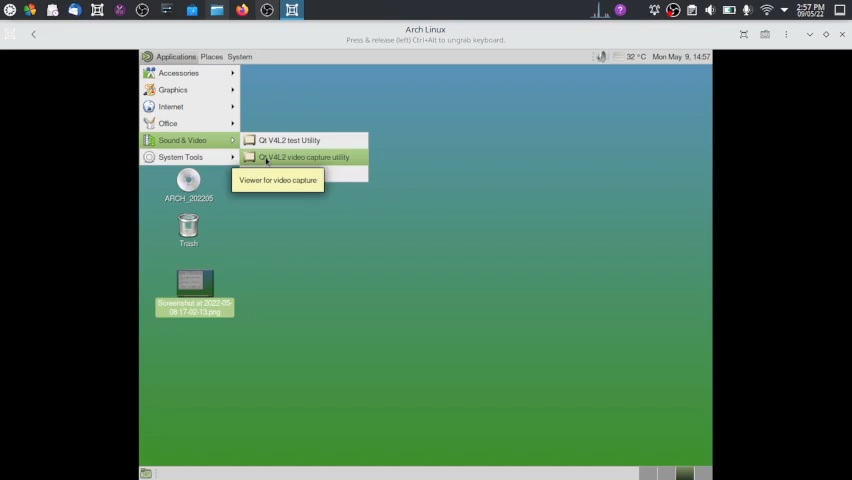 2:57 PM
09/05/22
Arch Linux
Press & release (left) Ctrl+Alt to ungrab keyboard.
Applications Places System
32 °C Mon May 9, 14:57
Accessories
Graphics
Internet
Office
Sound & Video
Qt V4L2 test Utility
System Tools
Qt V4L2 video capture utility
Viewer for video capture
ARCH_202205
Trash
Screenshot at 2022-05-
08 17-02-13.png